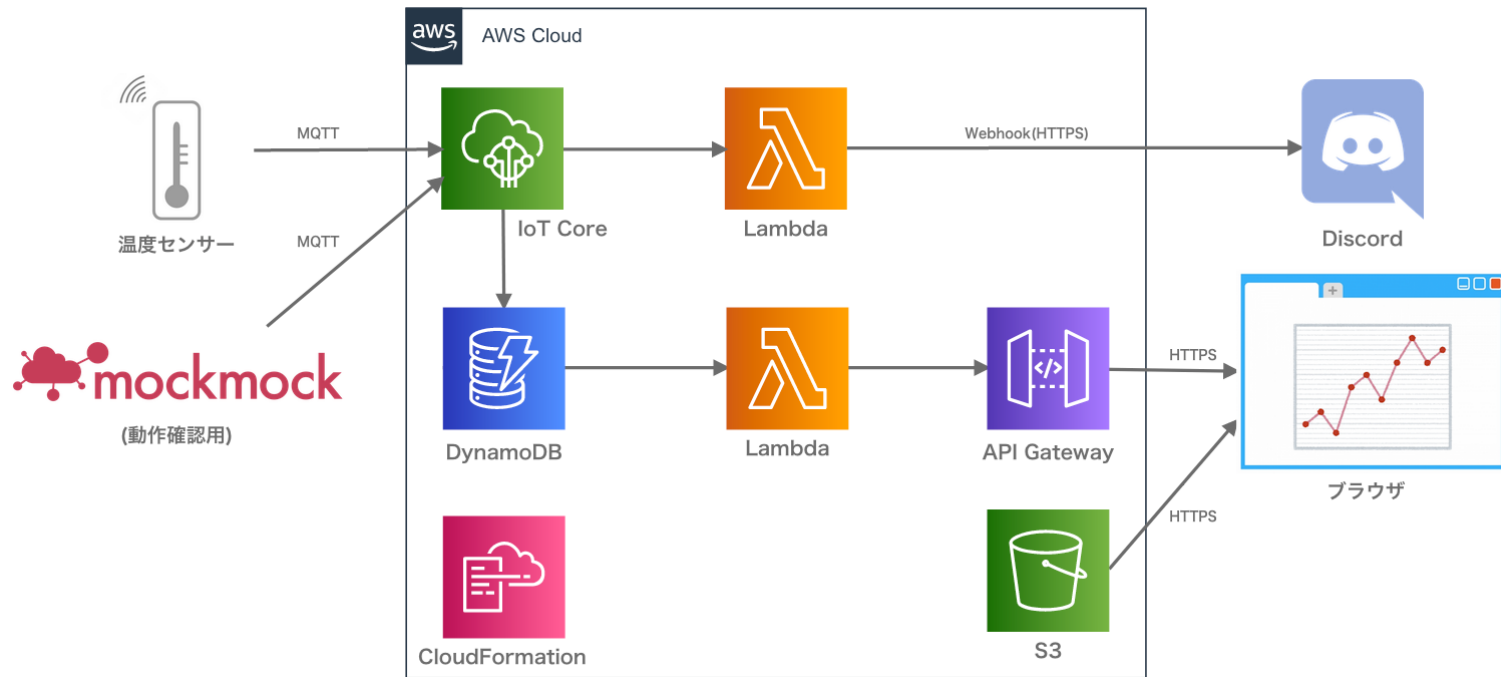 aws
AWS Cloud
MQTT
Webhook(HTTPS)
IoT Core
Lambda
Discord
温度センサー
MQTT
mockmock
(動作確認用)
DynamoDB
Lambda
API Gateway
HTTPS
ブラウザ
HTTPS
CloudFormation
S3